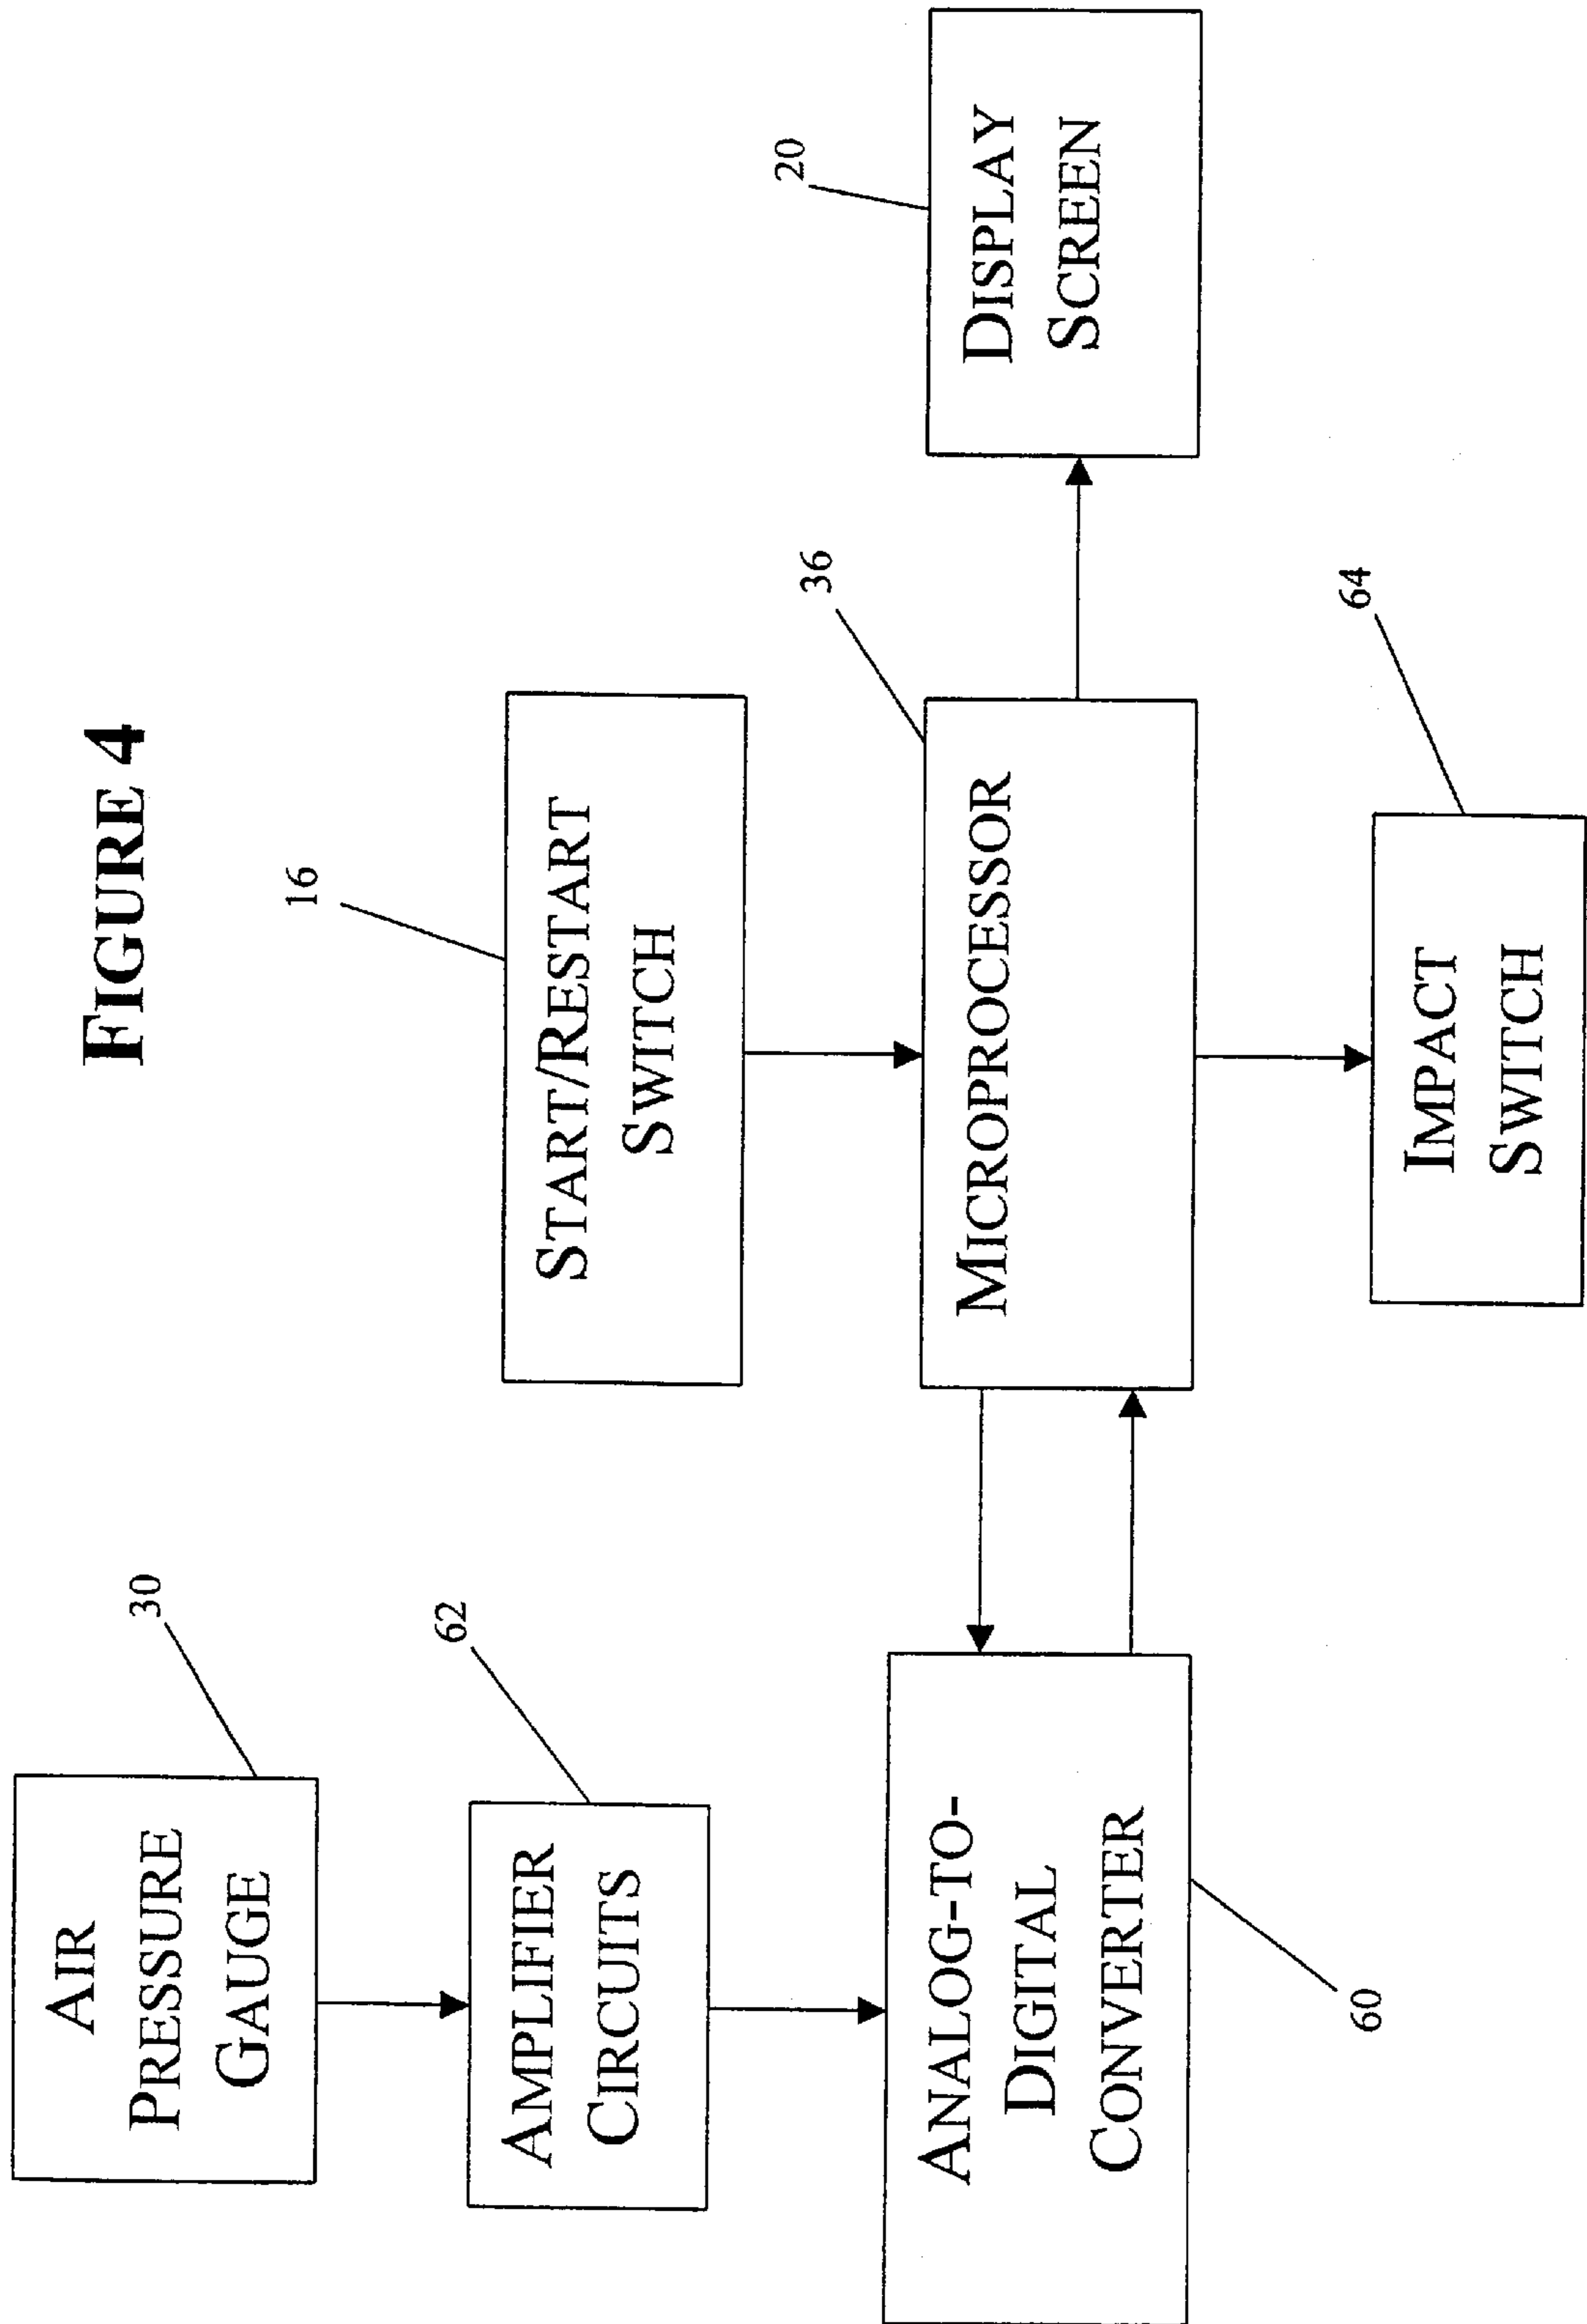 FIGURE 4
AIR
PRESSURE
GAUGE
30
AMPLIFIER
CIRCUITS
62
ANALOG-TO-
DIGITAL
CONVERTER
60
START/RESTART
SWITCH
16
MICROPROCESSOR
36
IMPACT
SWITCH
64
DISPLAY
SCREEN
20